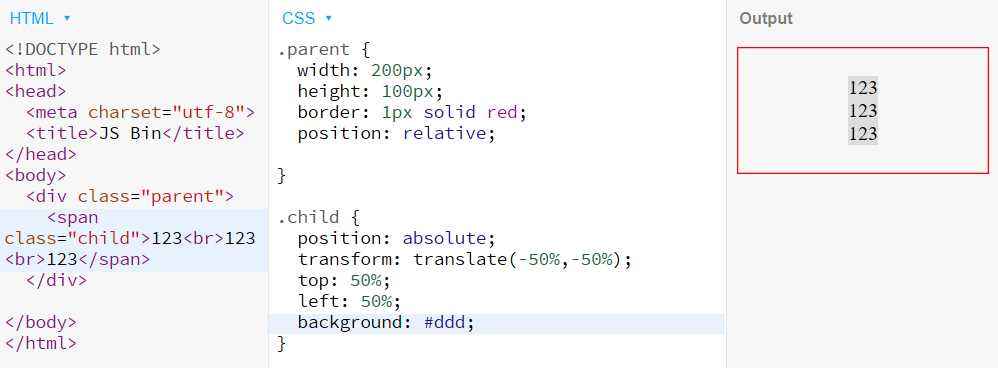 HTML ▾
<!DOCTYPE html>
<html>
<head>
  <meta charset="utf-8">
  <title>JS Bin</title>
</head>
<body>
  <div class="parent">
    <span
class="child">123<br>123
<br>123</span>
  </div>

</body>
</html>
CSS ▾
.parent {
  width: 200px;
  height: 100px;
  border: 1px solid red;
  position: relative;

}

.child {
  position: absolute;
  transform: translate(-50%,-50%);
  top: 50%;
  left: 50%;
  background: #ddd;
}
Output
123
123
123